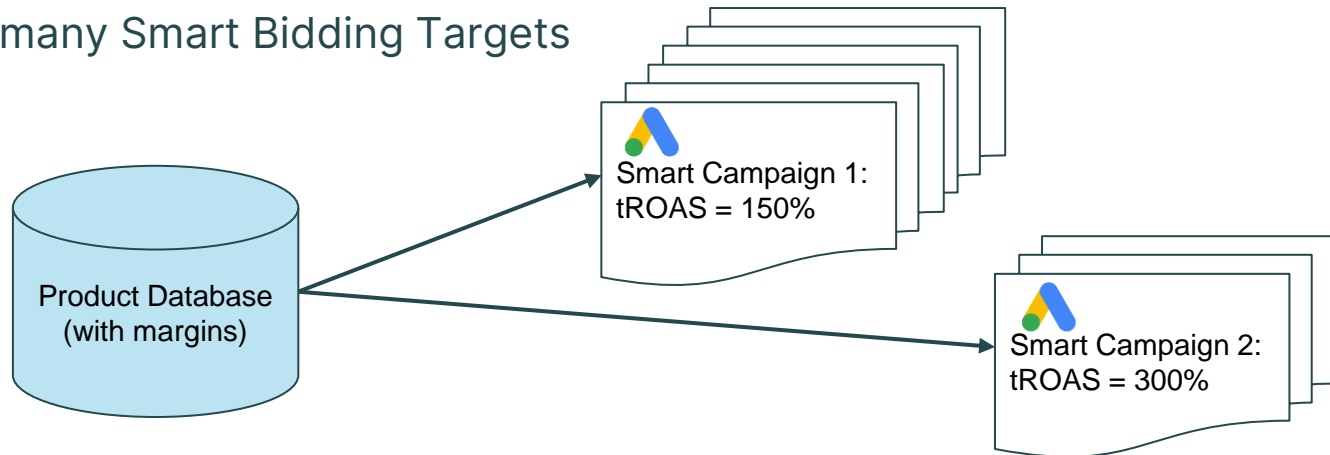 many Smart Bidding Targets
Smart Campaign 1:
tROAS = 150%
Product Database
(with margins)
Smart Campaign 2:
tROAS = 300%